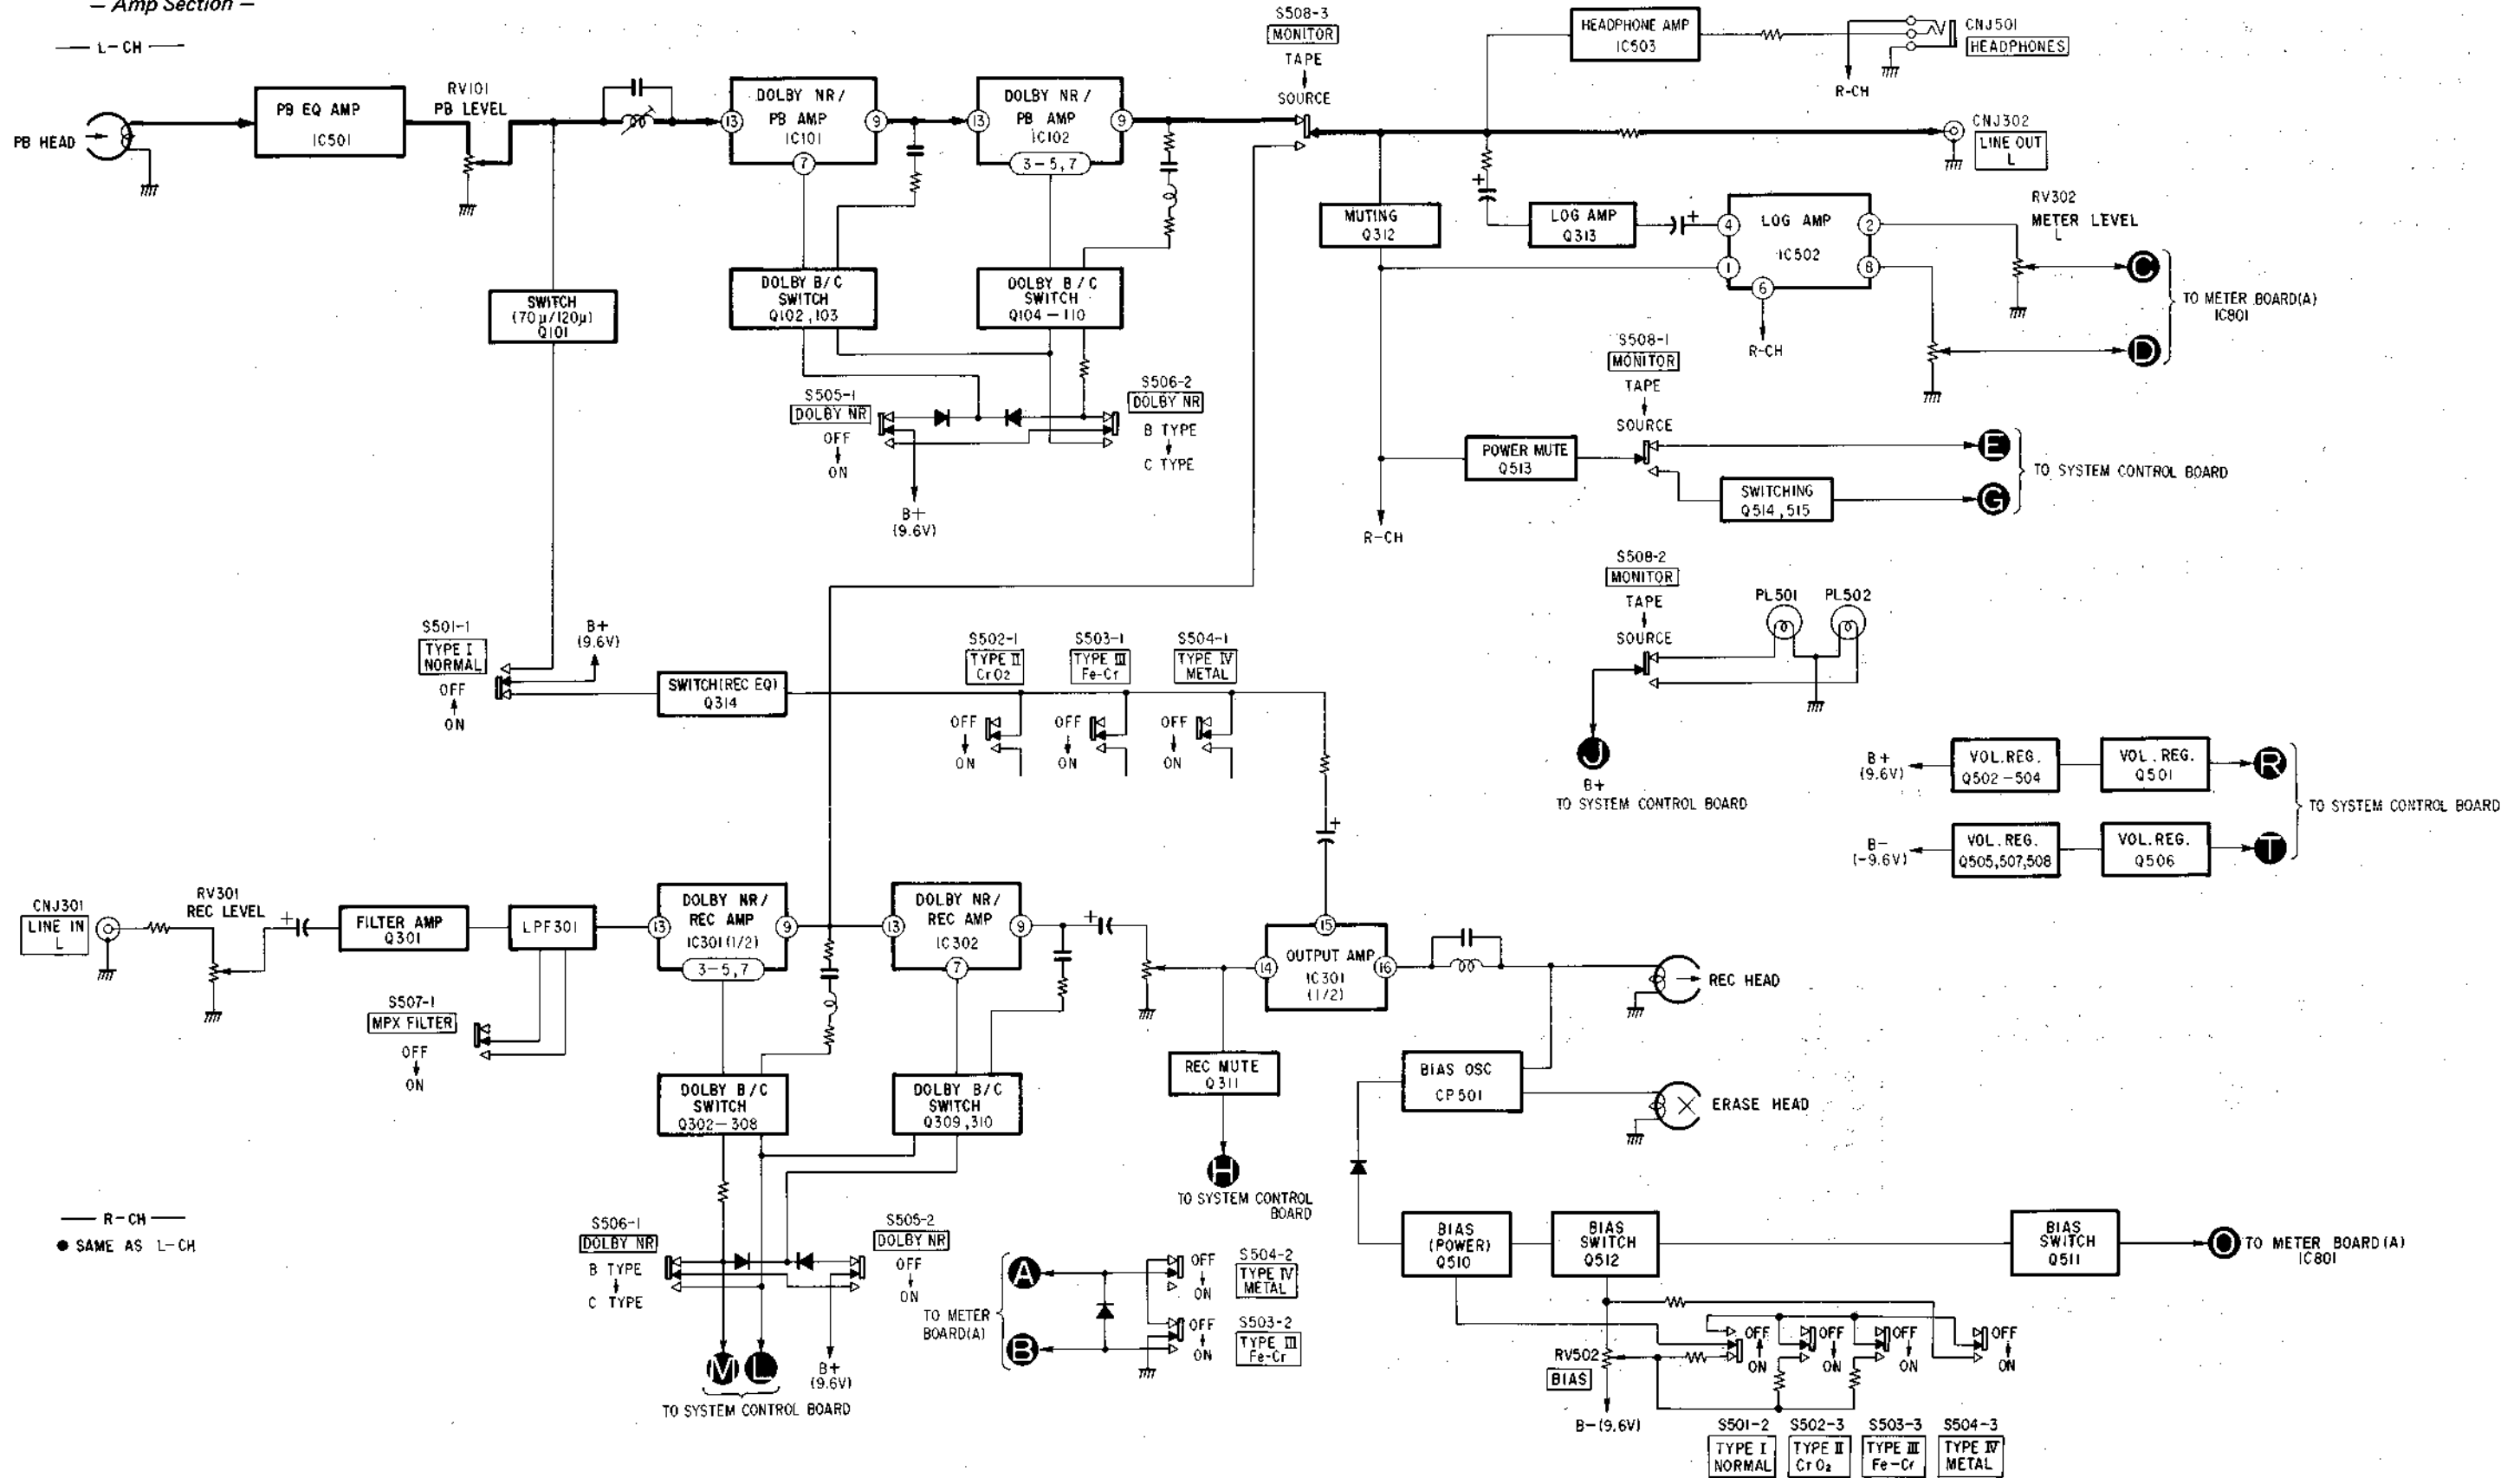 – Amp Section –
L-CH
PB HEAD
PB EQ AMP
IC501
RV101
PB LEVEL
DOLBY NR/
PB AMP
IC101
13
9
7
DOLBY NR/
PB AMP
IC102
13
9
3-5,7
S508-3
MONITOR
TAPE
SOURCE
HEADPHONE AMP
IC503
CNJ501
HEADPHONES
R-CH
CNJ302
LINE OUT
L
MUTING
Q312
LOG AMP
Q313
LOG AMP
IC502
4
1
6
2
8
R-CH
RV302
METER LEVEL
L
C
D
TO METER BOARD(A)
IC801
SWITCH
(70μ/120μ)
Q101
DOLBY B/C
SWITCH
Q102,103
DOLBY B/C
SWITCH
Q104-110
S505-1
DOLBY NR
OFF
ON
S506-2
DOLBY NR
B TYPE
C TYPE
B+
(9.6V)
S508-1
MONITOR
TAPE
SOURCE
POWER MUTE
Q513
SWITCHING
Q514,515
E
G
TO SYSTEM CONTROL BOARD
R-CH
S508-2
MONITOR
TAPE
SOURCE
PL501
PL502
J
B+
TO SYSTEM CONTROL BOARD
S501-1
TYPE I
NORMAL
OFF
ON
B+
(9.6V)
SWITCH(REC EQ)
Q314
S502-1
TYPE II
CrO2
OFF
ON
S503-1
TYPE III
Fe-Cr
OFF
ON
S504-1
TYPE IV
METAL
OFF
ON
B+
(9.6V)
VOL.REG.
Q502-504
VOL.REG.
Q501
R
B-
(-9.6V)
VOL.REG.
Q505,507,508
VOL.REG.
Q506
T
TO SYSTEM CONTROL BOARD
CNJ301
LINE IN
L
RV301
REC LEVEL
+
FILTER AMP
Q301
LPF301
DOLBY NR/
REC AMP
IC301(1/2)
13
9
3-5,7
DOLBY NR/
REC AMP
IC302
13
9
7
+
OUTPUT AMP
IC301
(1/2)
14
15
16
+
REC HEAD
S507-1
MPX FILTER
OFF
ON
DOLBY B/C
SWITCH
Q302-308
DOLBY B/C
SWITCH
Q309,310
REC MUTE
Q311
H
TO SYSTEM CONTROL
BOARD
BIAS OSC
CP501
ERASE HEAD
R-CH
● SAME AS L-CH
S506-1
DOLBY NR
B TYPE
C TYPE
S505-2
DOLBY NR
OFF
ON
M
L
B+
(9.6V)
TO SYSTEM CONTROL BOARD
A
B
TO METER
BOARD(A)
OFF
ON
S504-2
TYPE IV
METAL
OFF
ON
S503-2
TYPE III
Fe-Cr
BIAS
(POWER)
Q510
BIAS
SWITCH
Q512
BIAS
SWITCH
Q511
O
TO METER BOARD(A)
IC801
RV502
BIAS
B-(9.6V)
OFF
ON
OFF
ON
OFF
ON
OFF
ON
S501-2
TYPE I
NORMAL
S502-3
TYPE II
CrO2
S503-3
TYPE III
Fe-Cr
S504-3
TYPE IV
METAL